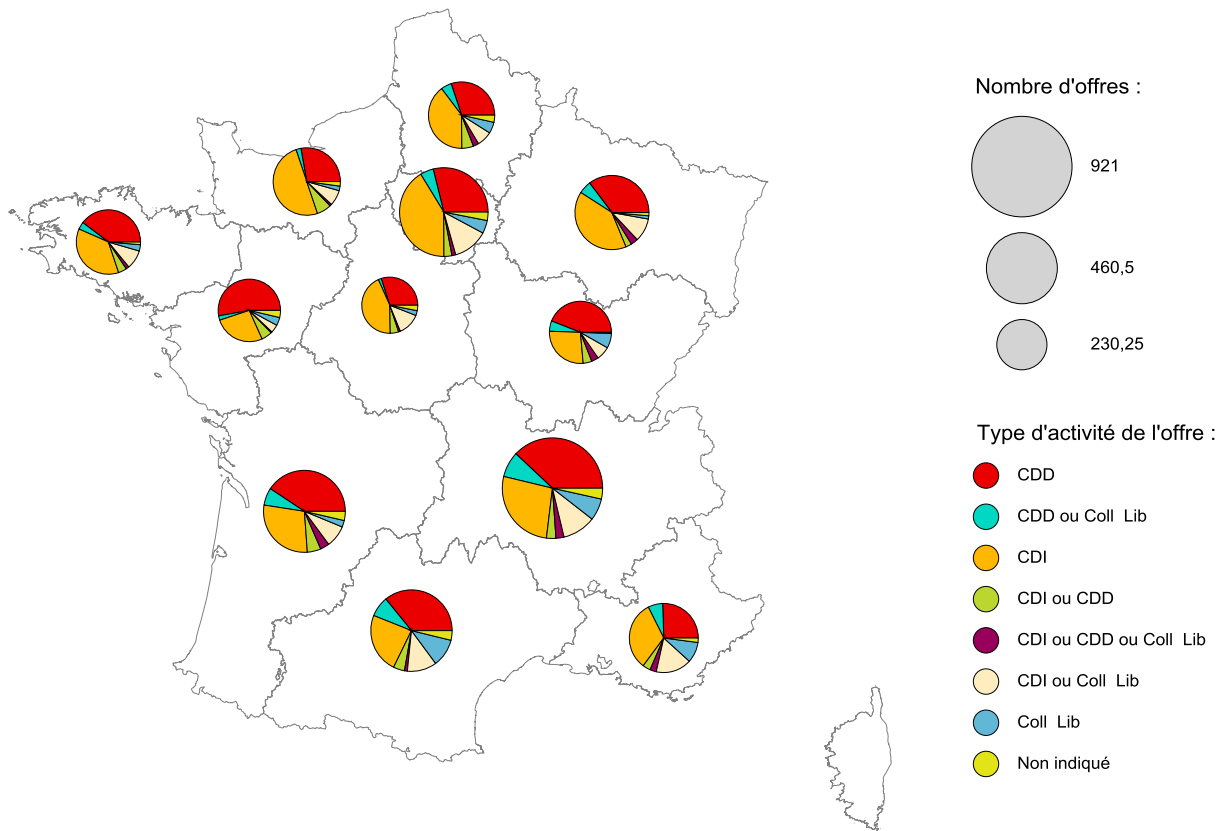 Nombre d'offres :
921
460,5
230,25
Type d'activité de l'offre :
CDD
CDD ou Coll Lib
CDI
CDI ou CDD
CDI ou CDD ou Coll Lib
CDI ou Coll Lib
Coll Lib
Non indiqué